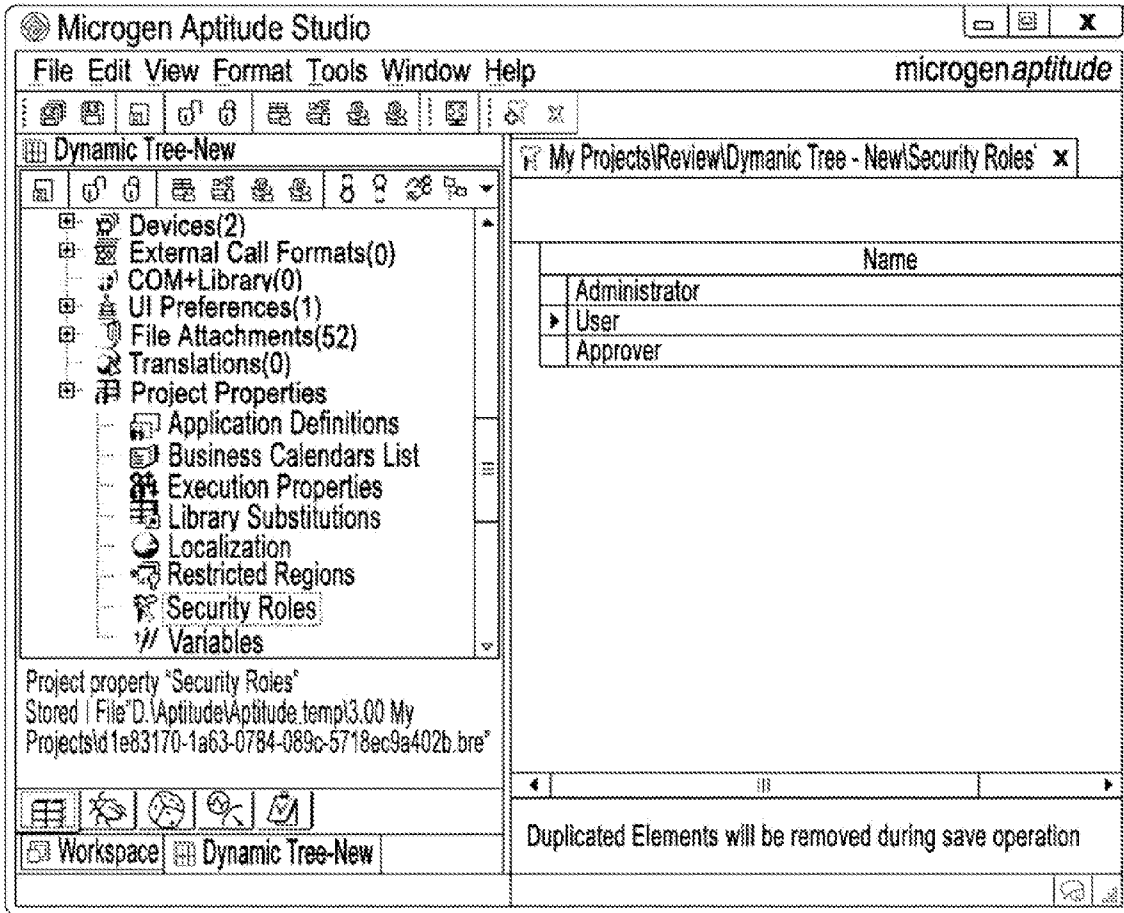 Microgen Aptitude Studio
X
File Edit View Format Tools Window Help
microgenaptitude
Dynamic Tree-New
Devices(2)
External Call Formats(0)
COM+Library(0)
UI Preferences(1)
File Attachments(52)
Translations(0)
Project Properties
Application Definitions
Business Calendars List
Execution Properties
Library Substitutions
Localization
Restricted Regions
Security Roles
Variables
Project property "Security Roles"
Stored | File"D.\Aptitude\Aptitude.temp\3.00 My
Projects\d1e83170-1a63-0784-089c-5718ec9a402b.bre"
Workspace
Dynamic Tree-New
My Projects\Review\Dymanic Tree - New\Security Roles' x
Name
Administrator
User
Approver
Duplicated Elements will be removed during save operation